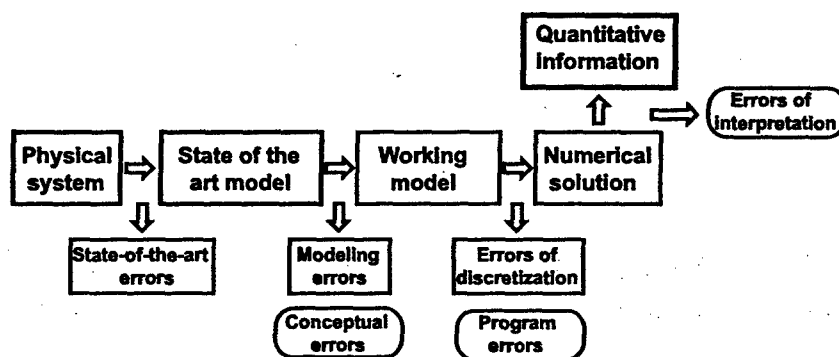 Quantitative
information
Errors of
interpretation
Physical
system
State of the
art model
Working
model
Numerical
solution
State-of-the-art
errors
Modeling
errors
Errors of
discretization
Conceptual
errors
Program
errors